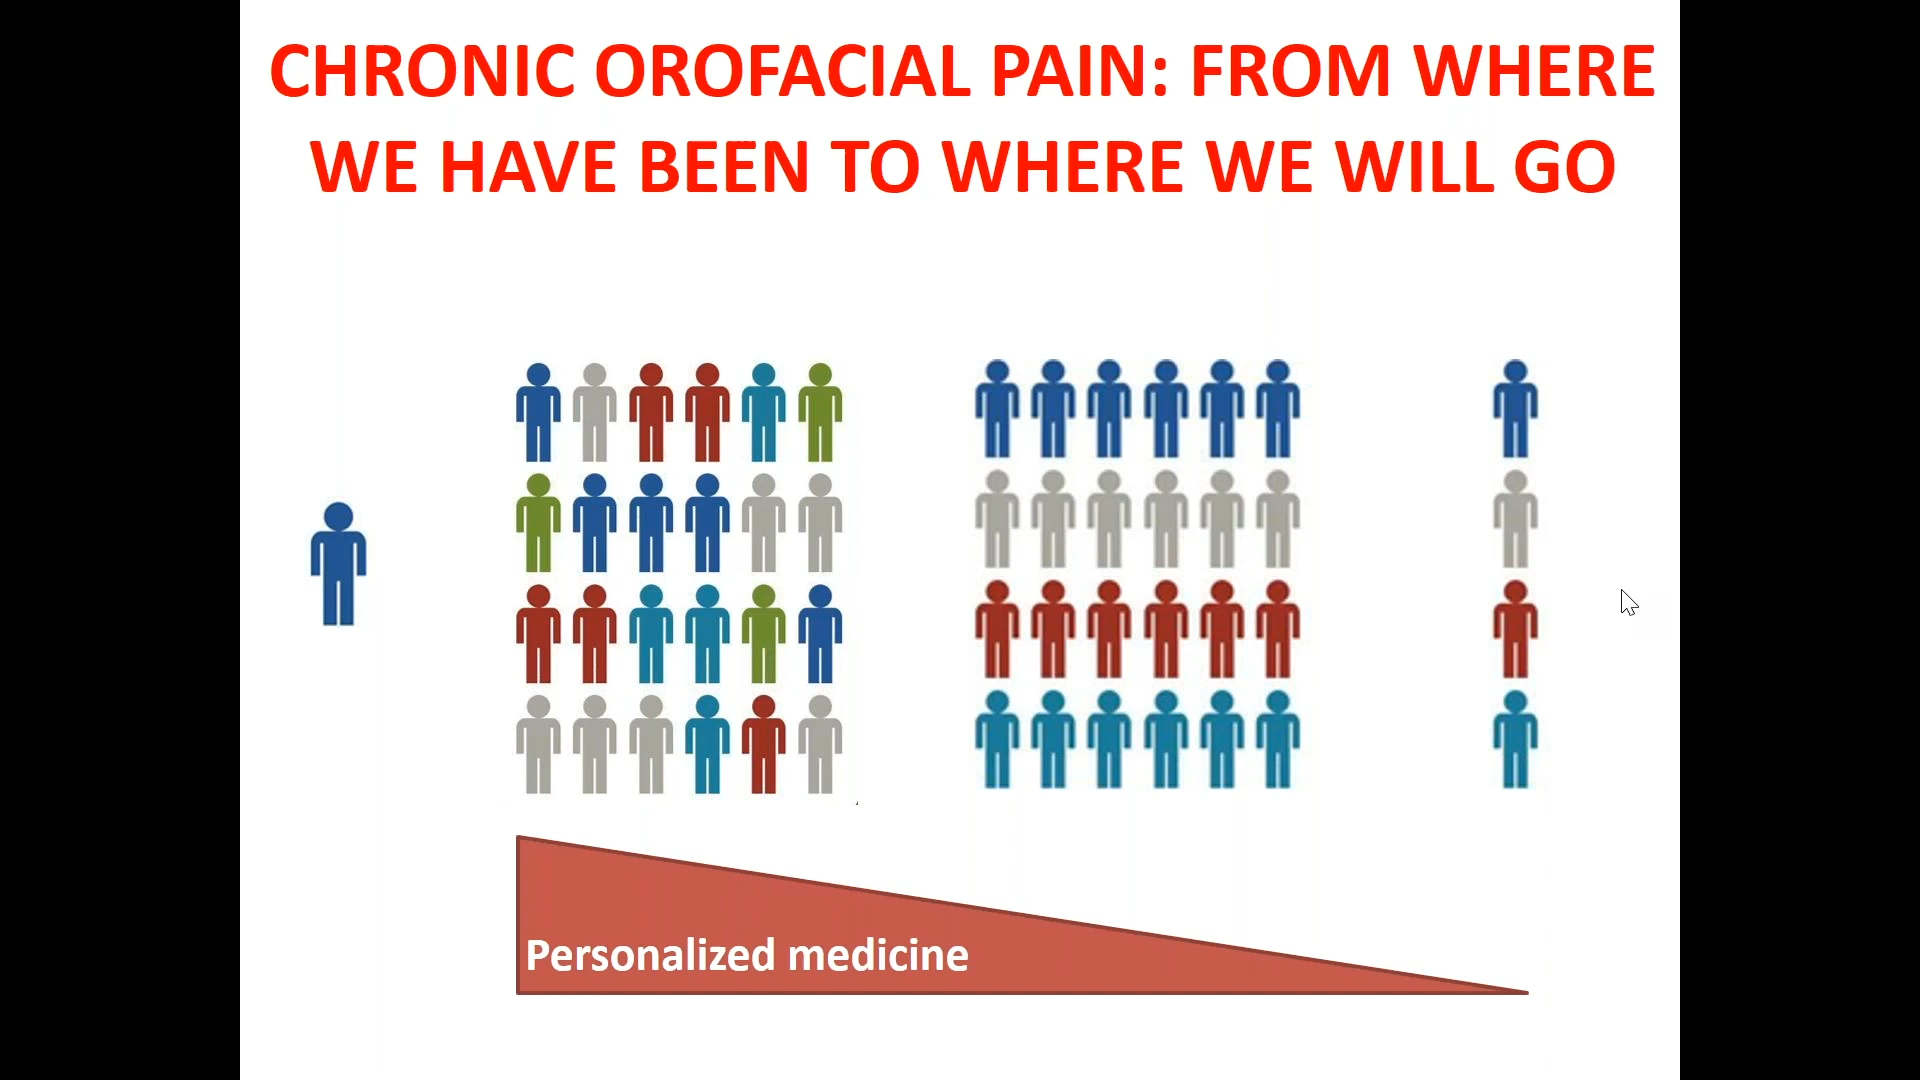 CHRONIC OROFACIAL PAIN: FROM WHERE
WE HAVE BEEN TO WHERE WE WILL GO
Personalized medicine